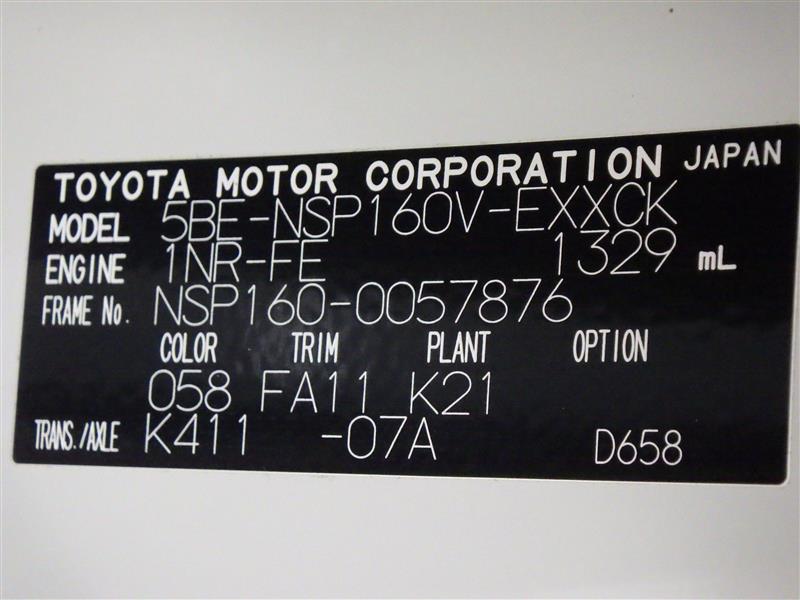 TOYOTA MOTOR CORPORATION JAPAN
MODEL 5BE-NSP160V-EXXCK
ENGINE 1NR-FE 1329 mL
FRAME No. NSP160-0057876
COLOR TRIM PLANT OPTION
058 FA11 K21
TRANS./AXLE K411 -07A D658